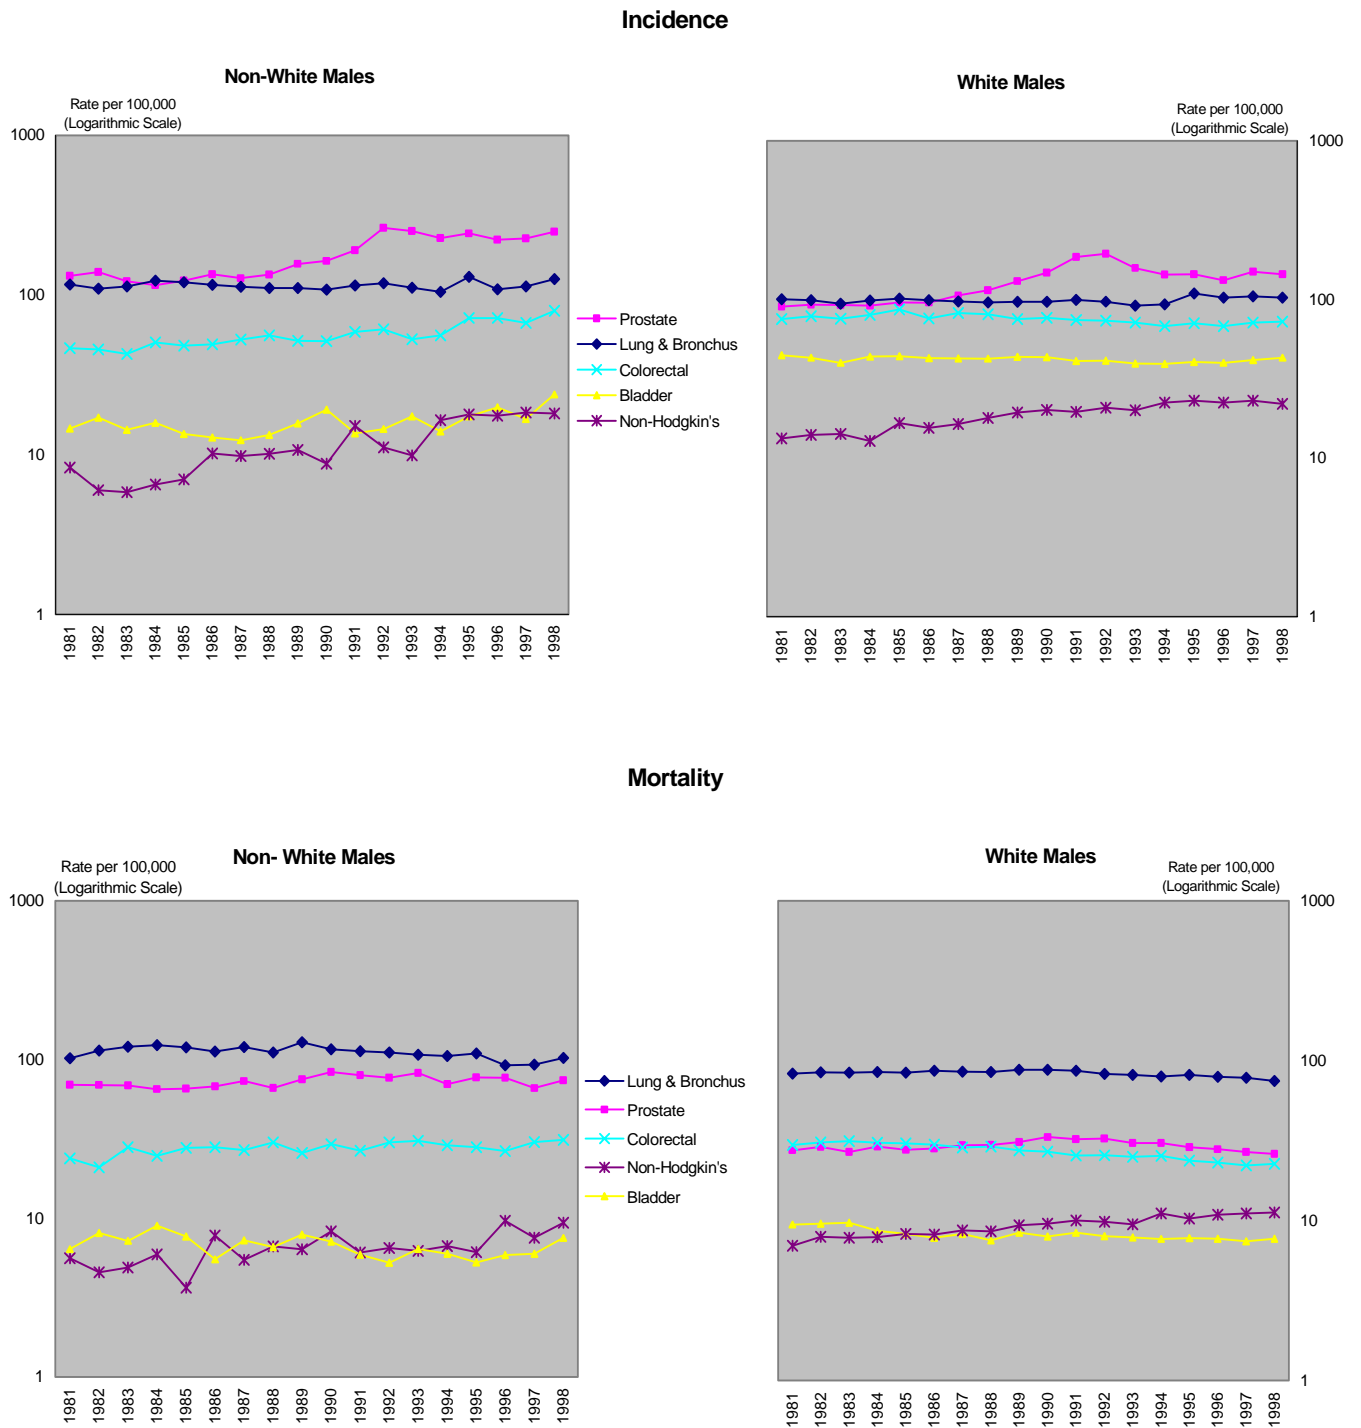 Incidence
Non-White Males
White Males
Rate per 100,000
(Logarithmic Scale)
Rate per 100,000
(Logarithmic Scale)
1000
100
10
1
1000
100
10
1
Prostate
Lung & Bronchus
Colorectal
Bladder
Non-Hodgkin's
1981 1982 1983 1984 1985 1986 1987 1988 1989 1990 1991 1992 1993 1994 1995 1996 1997 1998
1981 1982 1983 1984 1985 1986 1987 1988 1989 1990 1991 1992 1993 1994 1995 1996 1997 1998
Mortality
Non- White Males
White Males
Rate per 100,000
(Logarithmic Scale)
Rate per 100,000
(Logarithmic Scale)
1000
100
10
1
1000
100
10
1
Lung & Bronchus
Prostate
Colorectal
Non-Hodgkin's
Bladder
1981 1982 1983 1984 1985 1986 1987 1988 1989 1990 1991 1992 1993 1994 1995 1996 1997 1998
1981 1982 1983 1984 1985 1986 1987 1988 1989 1990 1991 1992 1993 1994 1995 1996 1997 1998